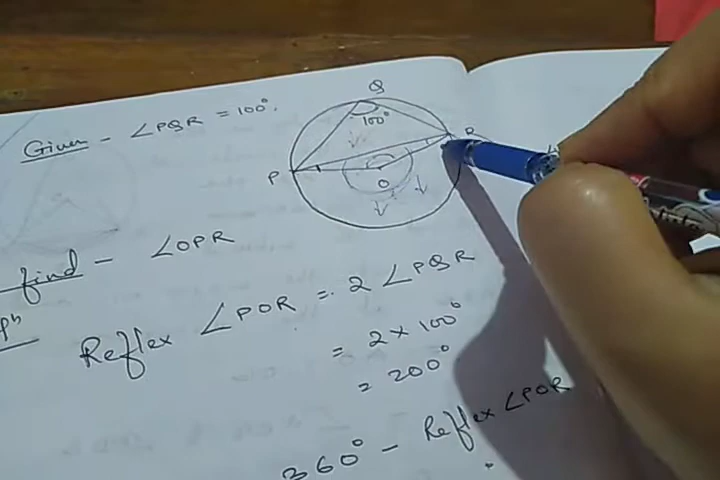 Given - ∠PQR = 100°.
Q
100°
R
P
O
find - ∠OPR
Reflex ∠POR = 2 ∠PQR
= 2 × 100°
= 200°
360° - Reflex ∠POR